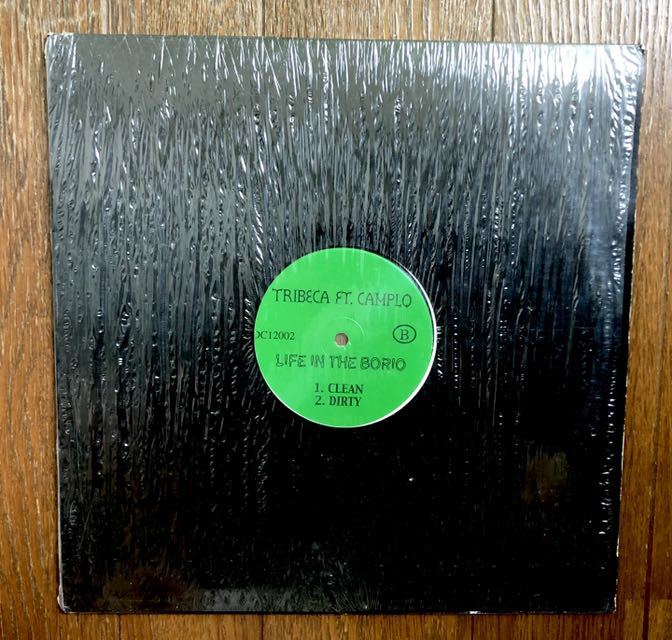 TRIBECA FT. CAMPLO
DC12002
B
LIFE IN THE BORIO
1. CLEAN
2. DIRTY